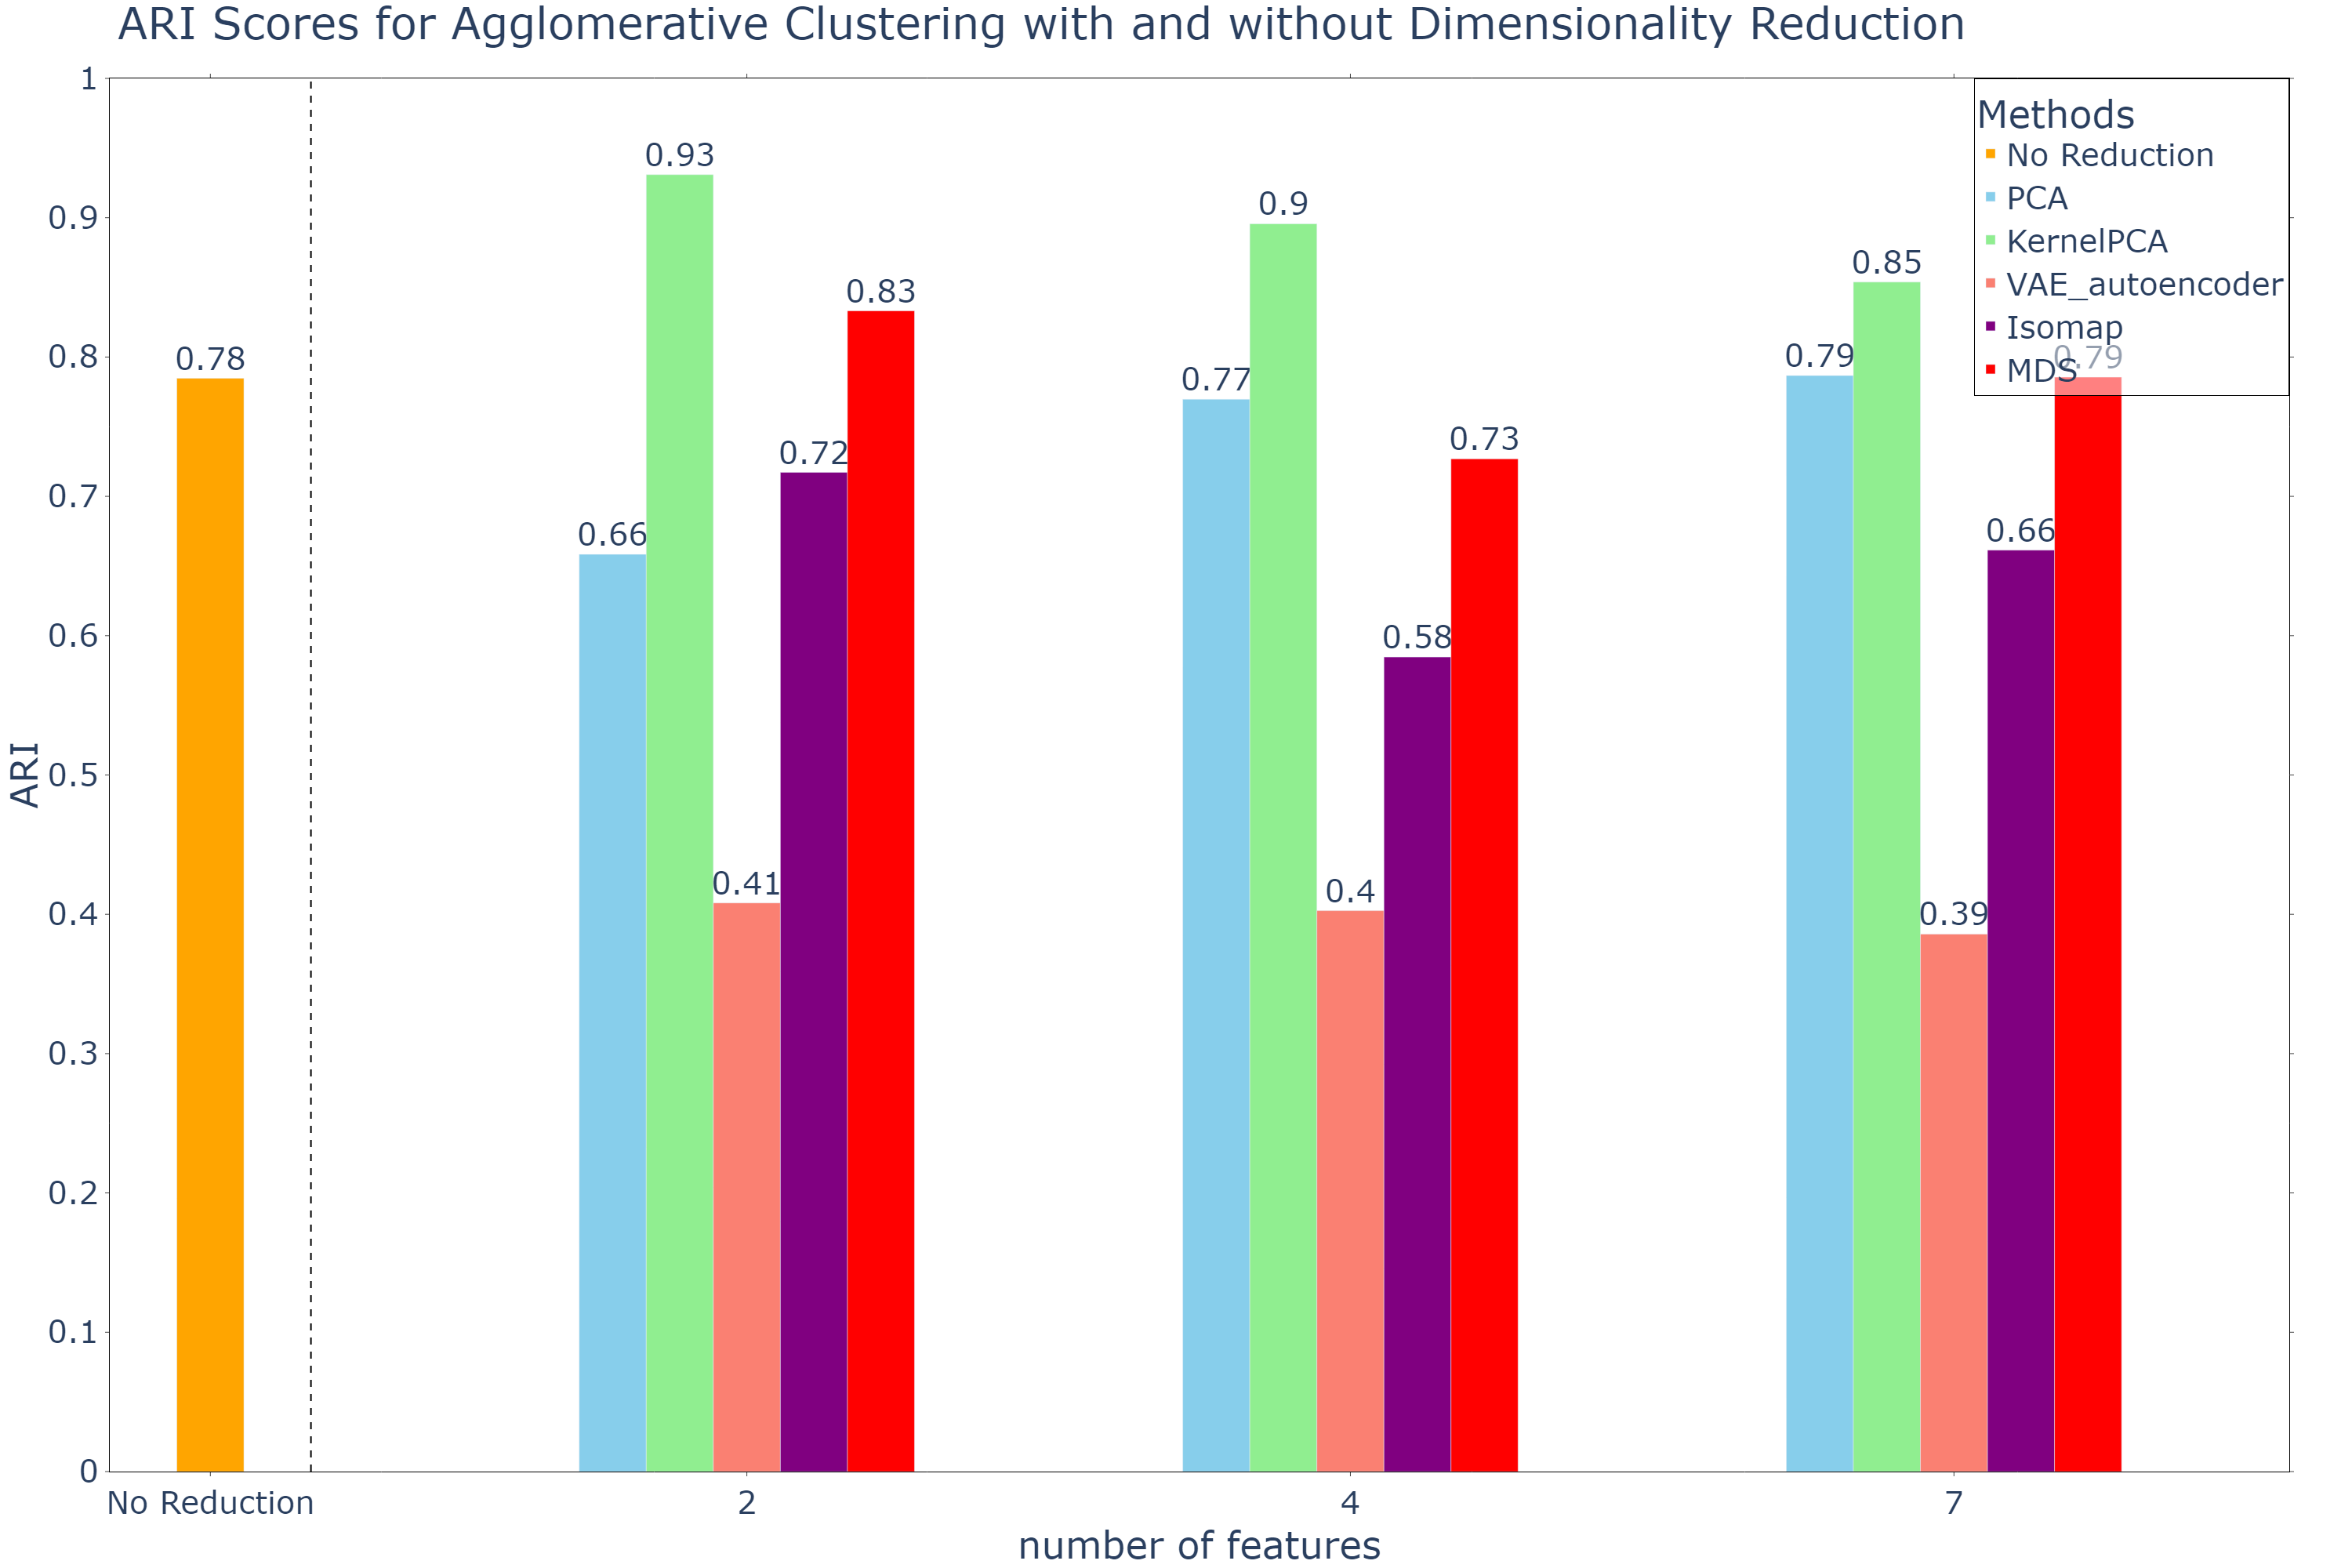 ARI Scores for Agglomerative Clustering with and without Dimensionality Reduction
Methods
No Reduction
PCA
KernelPCA
VAE_autoencoder
Isomap
MDS
ARI
1
0.9
0.8
0.7
0.6
0.5
0.4
0.3
0.2
0.1
0
0.78
0.66
0.93
0.41
0.72
0.83
0.77
0.9
0.4
0.58
0.73
0.79
0.85
0.39
0.66
0.79
No Reduction
2
4
7
number of features